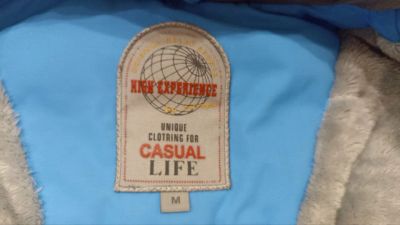 HIGH EXPERIENCE
UNIQUE
CLOTHING FOR
CASUAL
LIFE
M